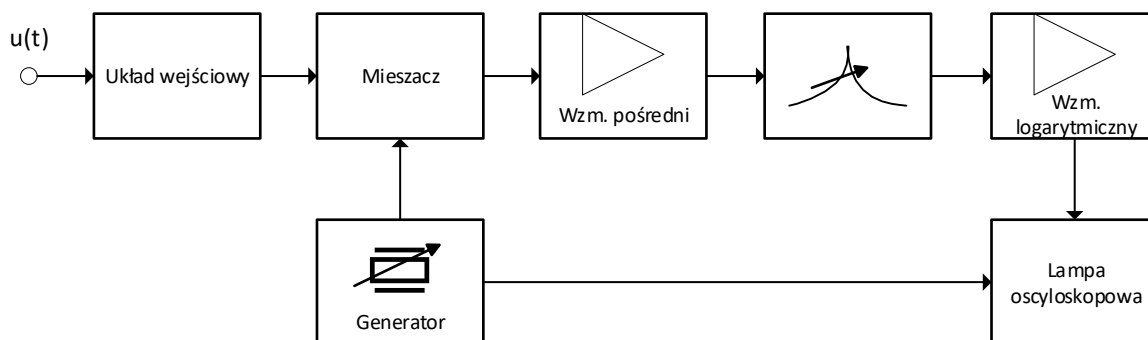 u(t)
Układ wejściowy
Mieszacz
Wzm. pośredni
Wzm.
logarytmiczny
Generator
Lampa
oscyloskopowa